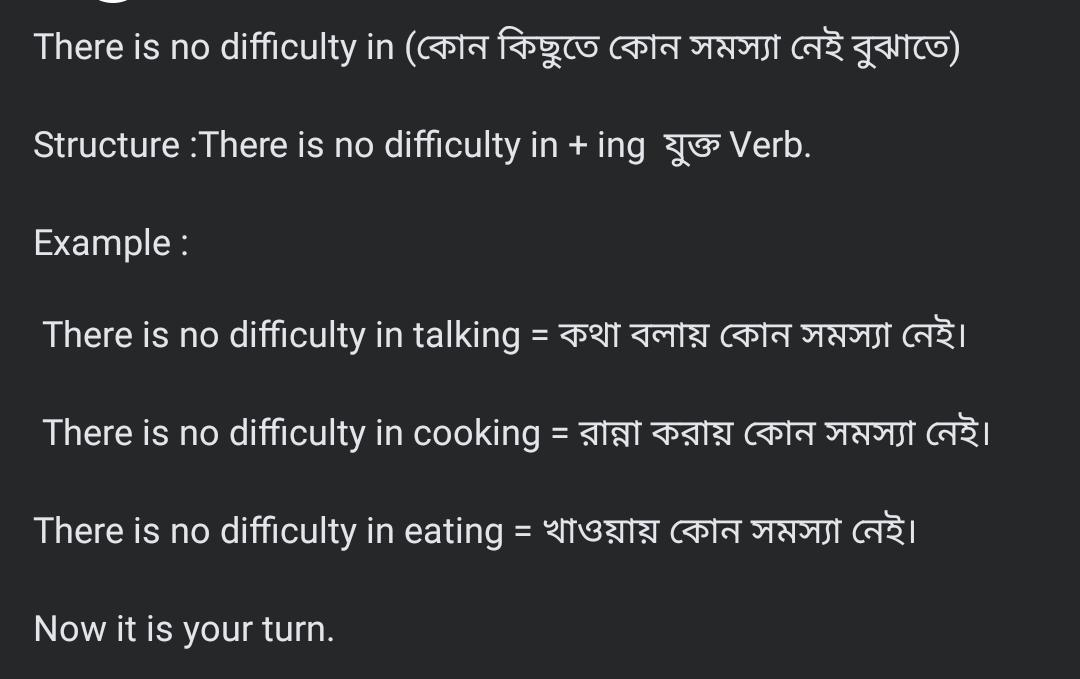 There is no difficulty in (কোন কিছুতে কোন সমস্যা নেই বুঝাতে)
Structure :There is no difficulty in + ing যুক্ত Verb.
Example :
There is no difficulty in talking = কথা বলায় কোন সমস্যা নেই।
There is no difficulty in cooking = রান্না করায় কোন সমস্যা নেই।
There is no difficulty in eating = খাওয়ায় কোন সমস্যা নেই।
Now it is your turn.